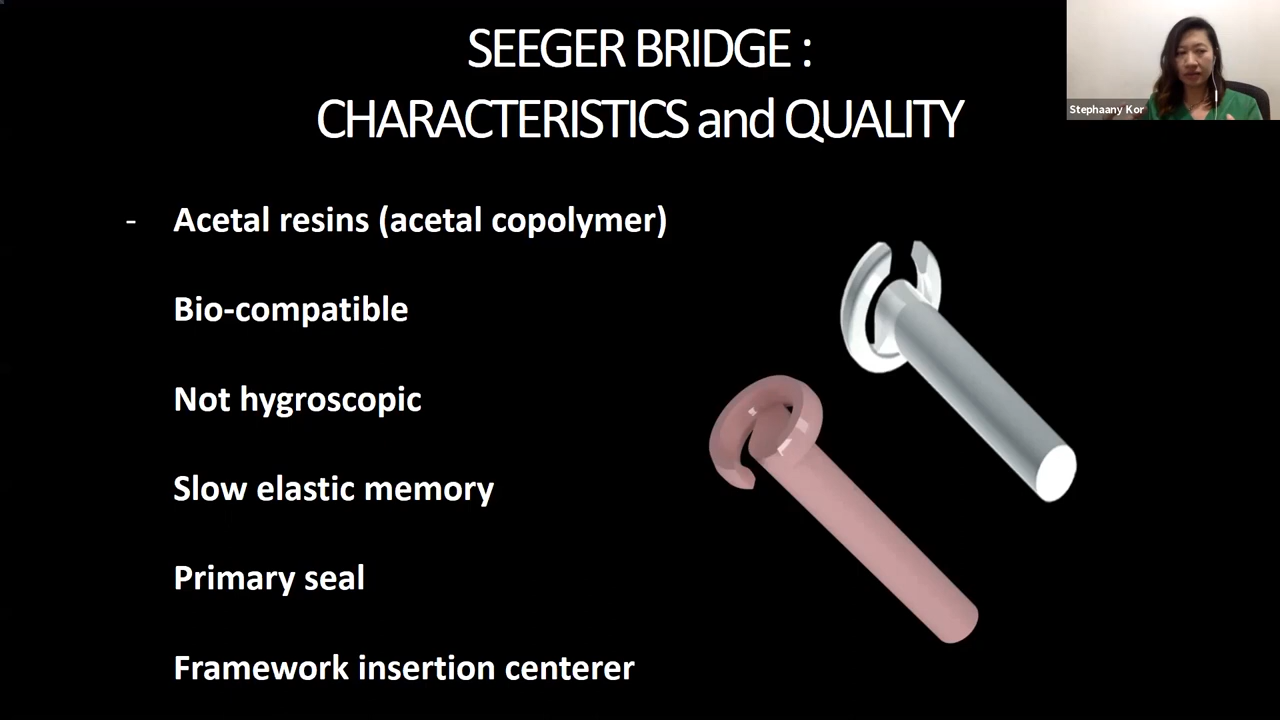 SEEGER BRIDGE :
CHARACTERISTICS and QUALITY
Stephaany Kor
- Acetal resins (acetal copolymer)
Bio-compatible
Not hygroscopic
Slow elastic memory
Primary seal
Framework insertion centerer